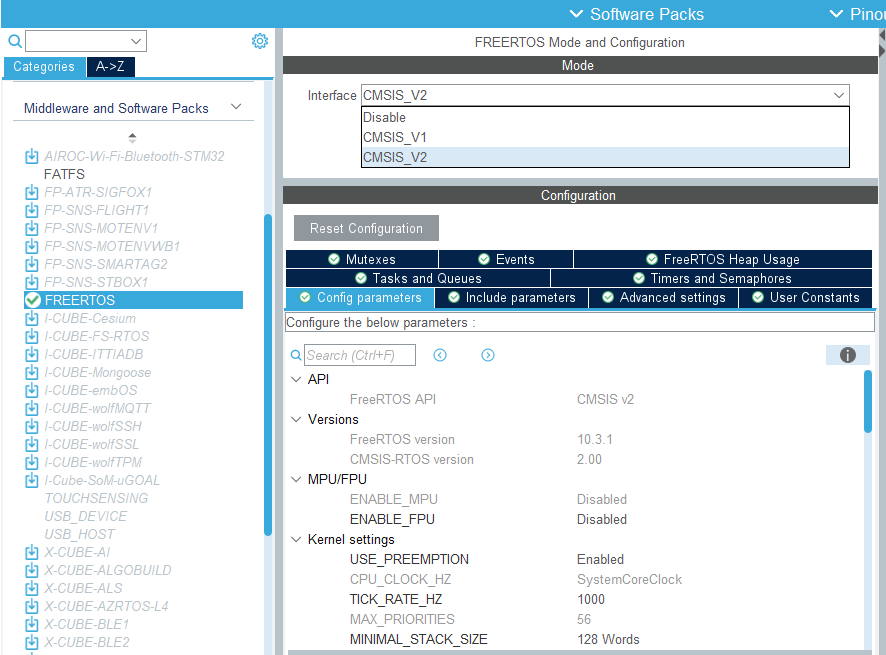 Software Packs
Pino
Categories
A->Z
Middleware and Software Packs
AIROC-Wi-Fi-Bluetooth-STM32
FATFS
FP-ATR-SIGFOX1
FP-SNS-FLIGHT1
FP-SNS-MOTENV1
FP-SNS-MOTENVWB1
FP-SNS-SMARTAG2
FP-SNS-STBOX1
FREERTOS
I-CUBE-Cesium
I-CUBE-FS-RTOS
I-CUBE-ITTIADB
I-CUBE-Mongoose
I-CUBE-embOS
I-CUBE-wolfMQTT
I-CUBE-wolfSSH
I-CUBE-wolfSSL
I-CUBE-wolfTPM
I-Cube-SoM-uGOAL
TOUCHSENSING
USB_DEVICE
USB_HOST
X-CUBE-AI
X-CUBE-ALGOBUILD
X-CUBE-ALS
X-CUBE-AZRTOS-L4
X-CUBE-BLE1
X-CUBE-BLE2
FREERTOS Mode and Configuration
Mode
Interface CMSIS_V2
Disable
CMSIS_V1
CMSIS_V2
Configuration
Reset Configuration
Mutexes
Events
FreeRTOS Heap Usage
Tasks and Queues
Timers and Semaphores
Config parameters
Include parameters
Advanced settings
User Constants
Configure the below parameters :
Search (Ctrl+F)
API
FreeRTOS API CMSIS v2
Versions
FreeRTOS version 10.3.1
CMSIS-RTOS version 2.00
MPU/FPU
ENABLE_MPU Disabled
ENABLE_FPU Disabled
Kernel settings
USE_PREEMPTION Enabled
CPU_CLOCK_HZ SystemCoreClock
TICK_RATE_HZ 1000
MAX_PRIORITIES 56
MINIMAL_STACK_SIZE 128 Words